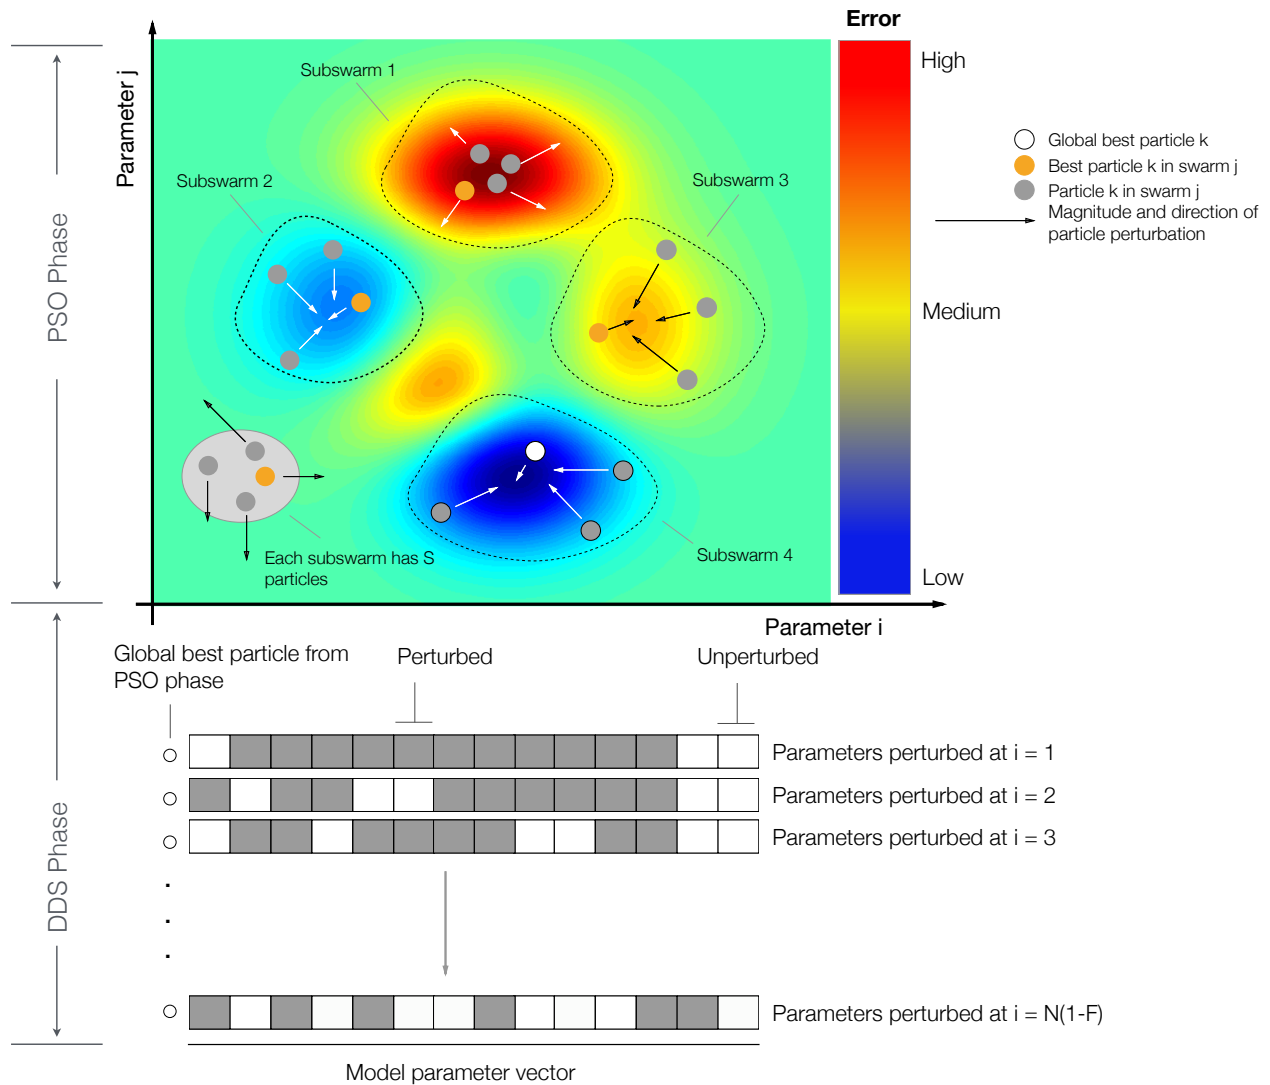 Error
High
Medium
Low
Parameter j
Parameter i
PSO Phase
DDS Phase
Subswarm 1
Subswarm 2
Subswarm 3
Subswarm 4
Each subswarm has S
particles
Global best particle k
Best particle k in swarm j
Particle k in swarm j
Magnitude and direction of
particle perturbation
Global best particle from
PSO phase
Perturbed
Unperturbed
Parameters perturbed at i = 1
Parameters perturbed at i = 2
Parameters perturbed at i = 3
.
.
.
Parameters perturbed at i = N(1-F)
Model parameter vector